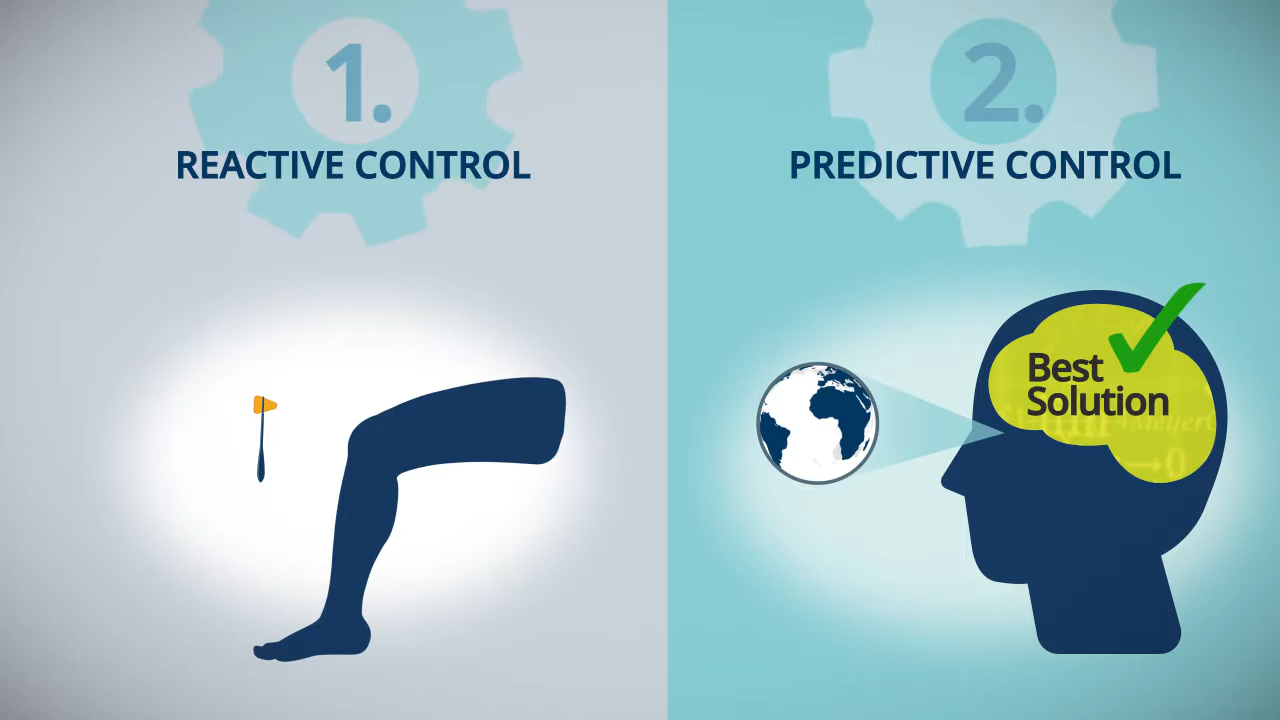 1.
REACTIVE CONTROL
2.
PREDICTIVE CONTROL
Best
Solution